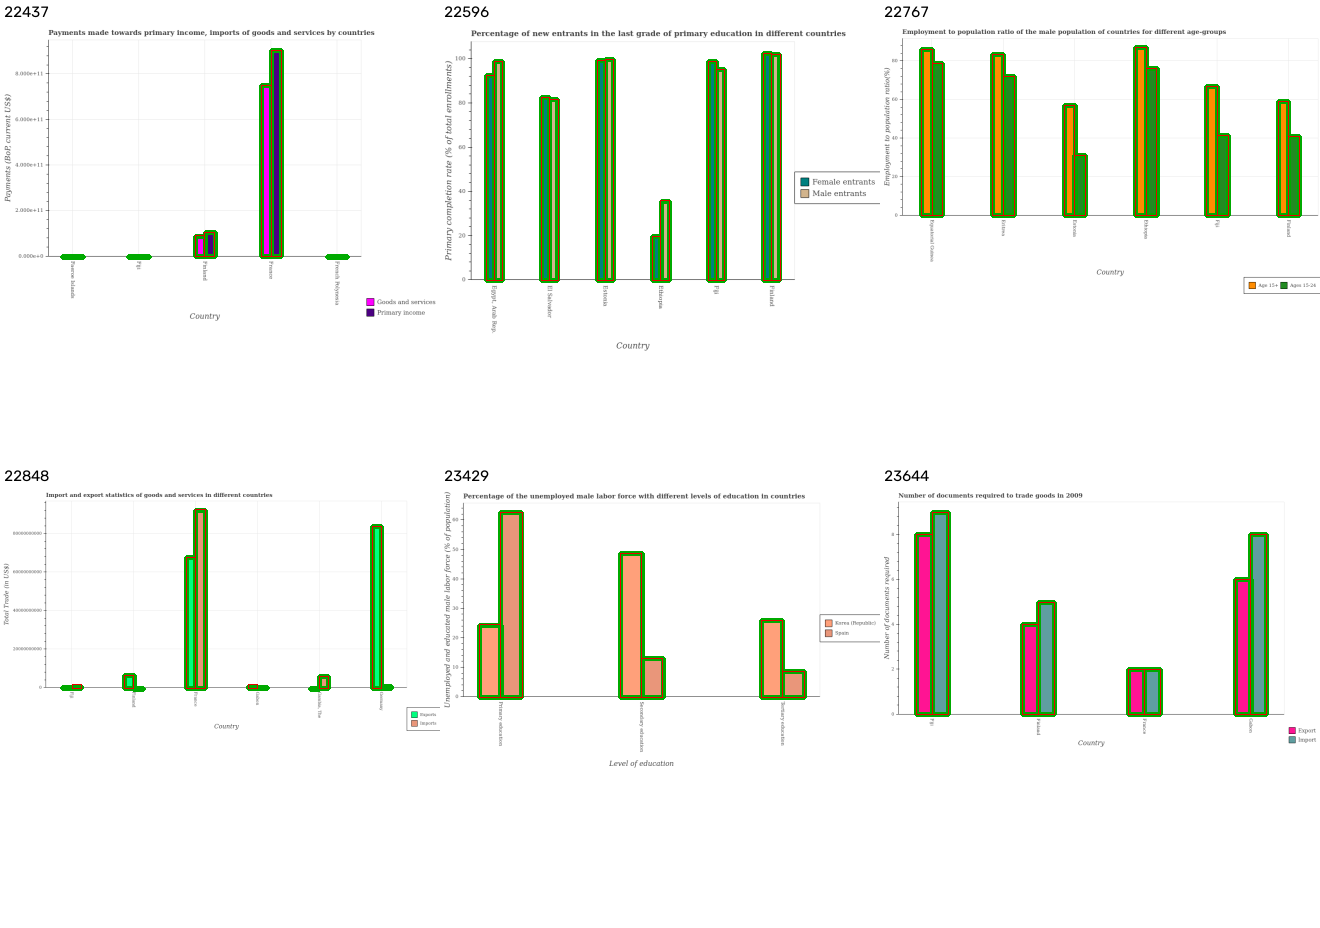 22437
Payments made towards primary income, imports of goods and services by countries
Payments (BoP, current US$)
8.000e+11
6.000e+11
4.000e+11
2.000e+11
0.000e+0
Faeroe Islands
Fiji
Finland
France
French Polynesia
Country
Goods and services
Primary income
22596
Percentage of new entrants in the last grade of primary education in different countries
Primary completion rate (% of total enrollments)
100
80
60
40
20
0
Egypt, Arab Rep.
El Salvador
Estonia
Ethiopia
Fiji
Finland
Country
Female entrants
Male entrants
22767
Employment to population ratio of the male population of countries for different age-groups
Employment to population ratio(%)
80
60
40
20
0
Equatorial Guinea
Eritrea
Estonia
Ethiopia
Fiji
Finland
Country
Age 15+
Ages 15-24
22848
Import and export statistics of goods and services in different countries
Total Trade (in US$)
0
Fiji
Country
Exports
Imports
23429
Percentage of the unemployed male labor force with different levels of education in countries
Unemployed and educated male labor force (% of population)
60
50
40
30
20
10
0
Primary education
Secondary education
Tertiary education
Level of education
Korea (Republic)
Spain
23644
Number of documents required to trade goods in 2009
Number of documents required
8
6
4
2
0
Fiji
Finland
France
Gabon
Country
Export
Import